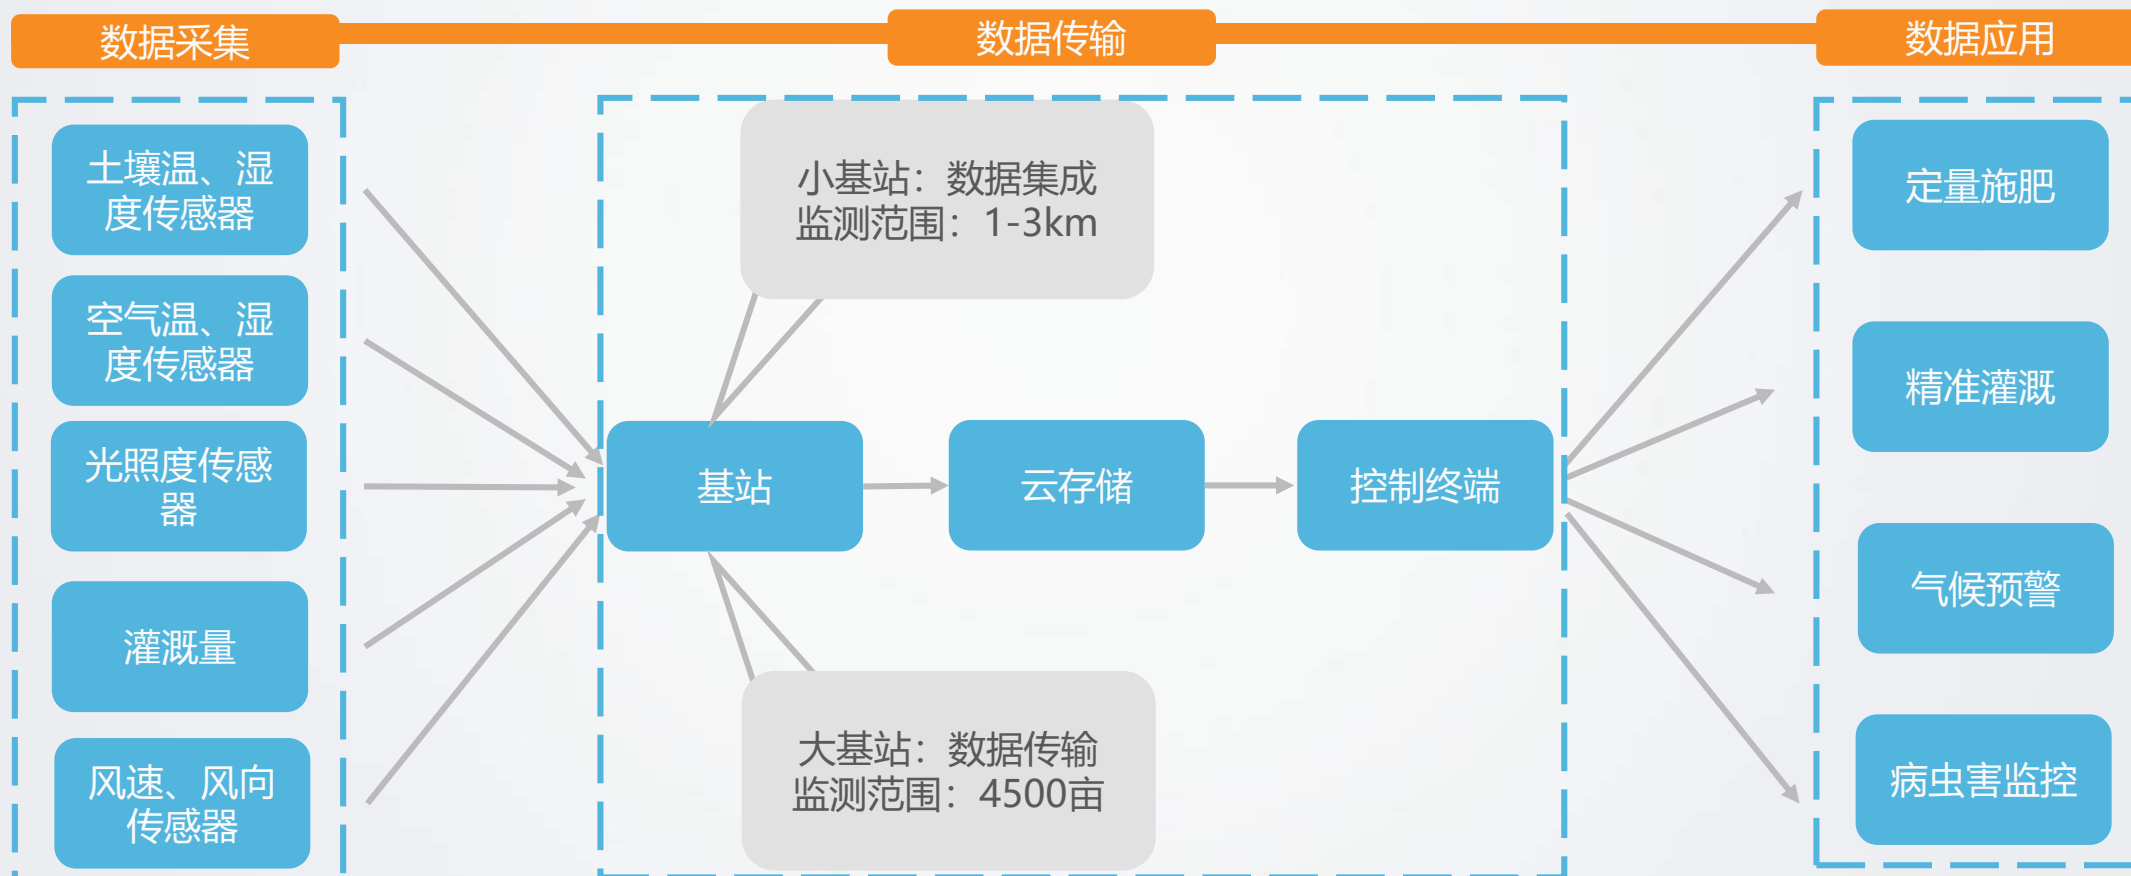 数据采集
数据传输
数据应用
土壤温、湿
度传感器
空气温、湿
度传感器
光照度传感
器
灌溉量
风速、风向
传感器
小基站：数据集成
监测范围：1-3km
基站
云存储
控制终端
大基站：数据传输
监测范围：4500亩
定量施肥
精准灌溉
气候预警
病虫害监控